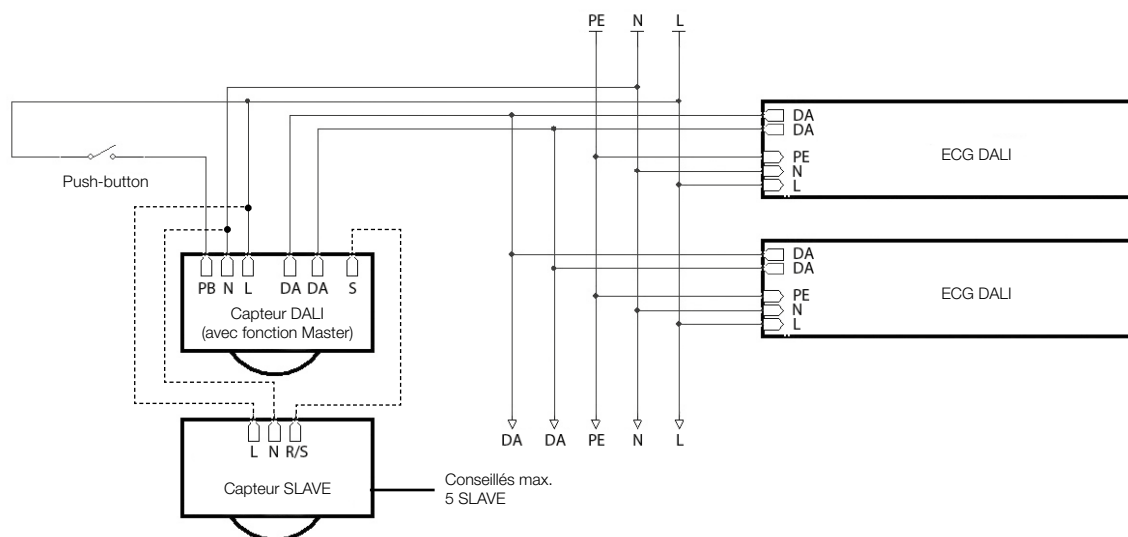 PE N L
DA
DA
PE
N
L
ECG DALI
Push-button
PB N L DA DA S
Capteur DALI
(avec fonction Master)
DA
DA
PE
N
L
ECG DALI
DA DA PE N L
L N R/S
Capteur SLAVE
Conseillés max.
5 SLAVE